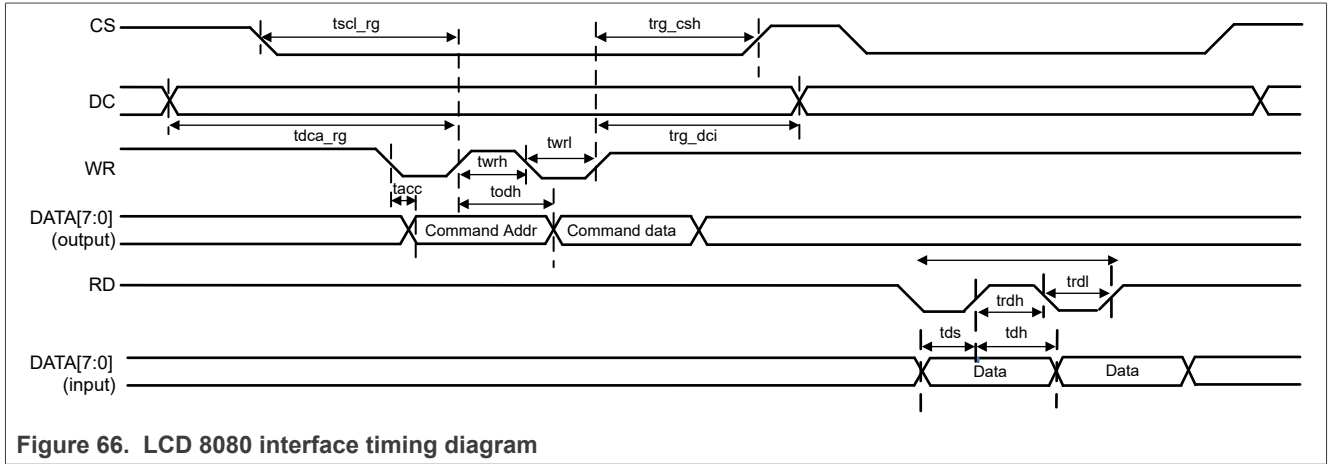 CS
tscl_rg
trg_csh
DC
tdca_rg
trg_dci
WR
twrh
twrl
tacc
todh
DATA[7:0]
(output)
Command Addr
Command data
RD
trdh
trdl
tds
tdh
DATA[7:0]
(input)
Data
Data
Figure 66. LCD 8080 interface timing diagram